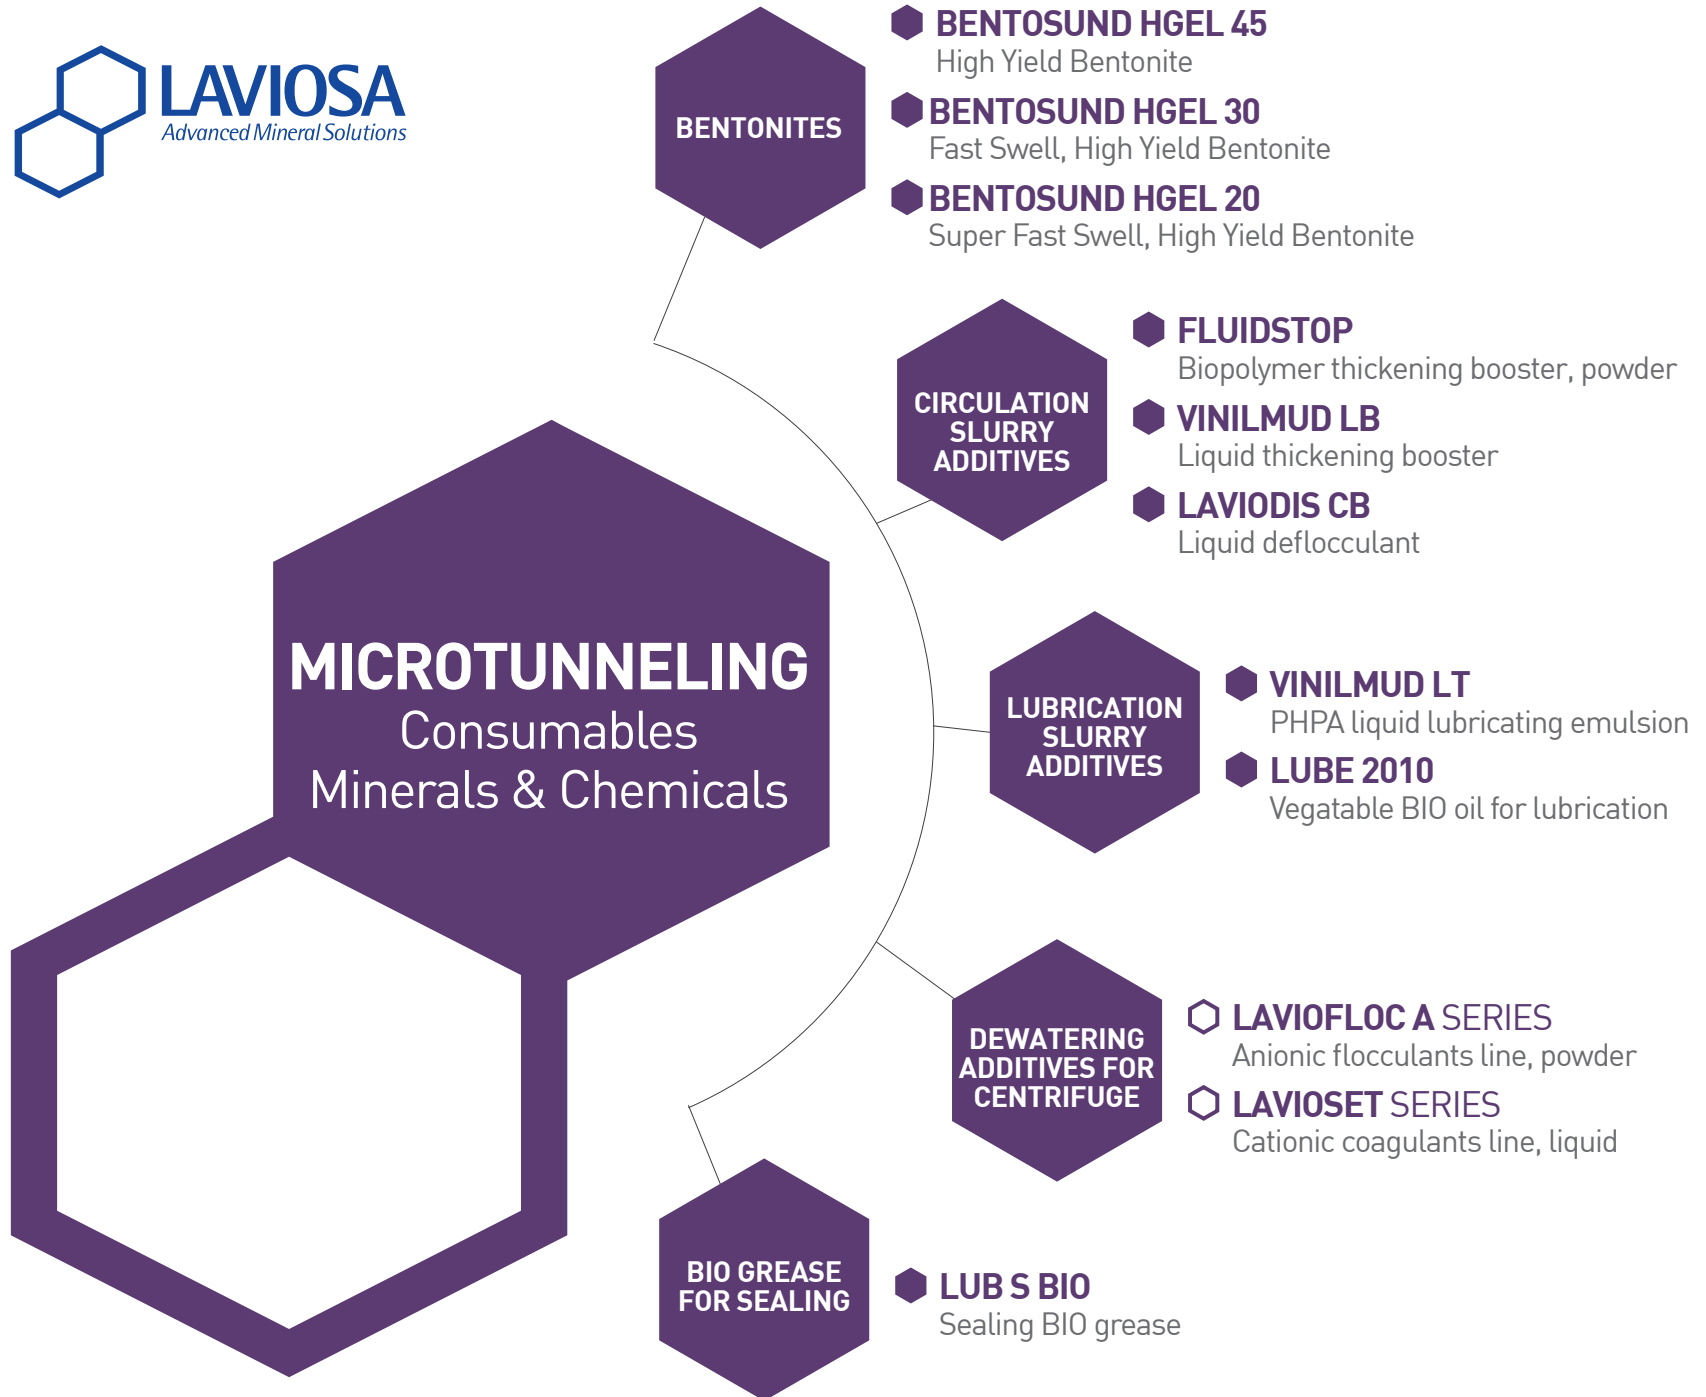 LAVIOSA
Advanced Mineral Solutions
BENTONITES
BENTOSUND HGEL 45
High Yield Bentonite
BENTOSUND HGEL 30
Fast Swell, High Yield Bentonite
BENTOSUND HGEL 20
Super Fast Swell, High Yield Bentonite
CIRCULATION
SLURRY
ADDITIVES
FLUIDSTOP
Biopolymer thickening booster, powder
VINILMUD LB
Liquid thickening booster
LAVIODIS CB
Liquid deflocculant
MICROTUNNELING
Consumables
Minerals & Chemicals
LUBRICATION
SLURRY
ADDITIVES
VINILMUD LT
PHPA liquid lubricating emulsion
LUBE 2010
Vegatable BIO oil for lubrication
DEWATERING
ADDITIVES FOR
CENTRIFUGE
LAVIOFLOC A SERIES
Anionic flocculants line, powder
LAVIOSET SERIES
Cationic coagulants line, liquid
BIO GREASE
FOR SEALING
LUB S BIO
Sealing BIO grease